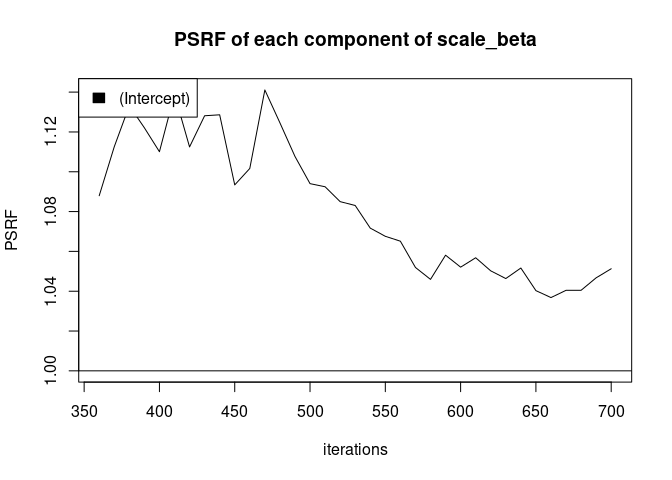 PSRF of each component of scale_beta
(Intercept)
PSRF
1.12
1.08
1.04
1.00
350 400 450 500 550 600 650 700
iterations